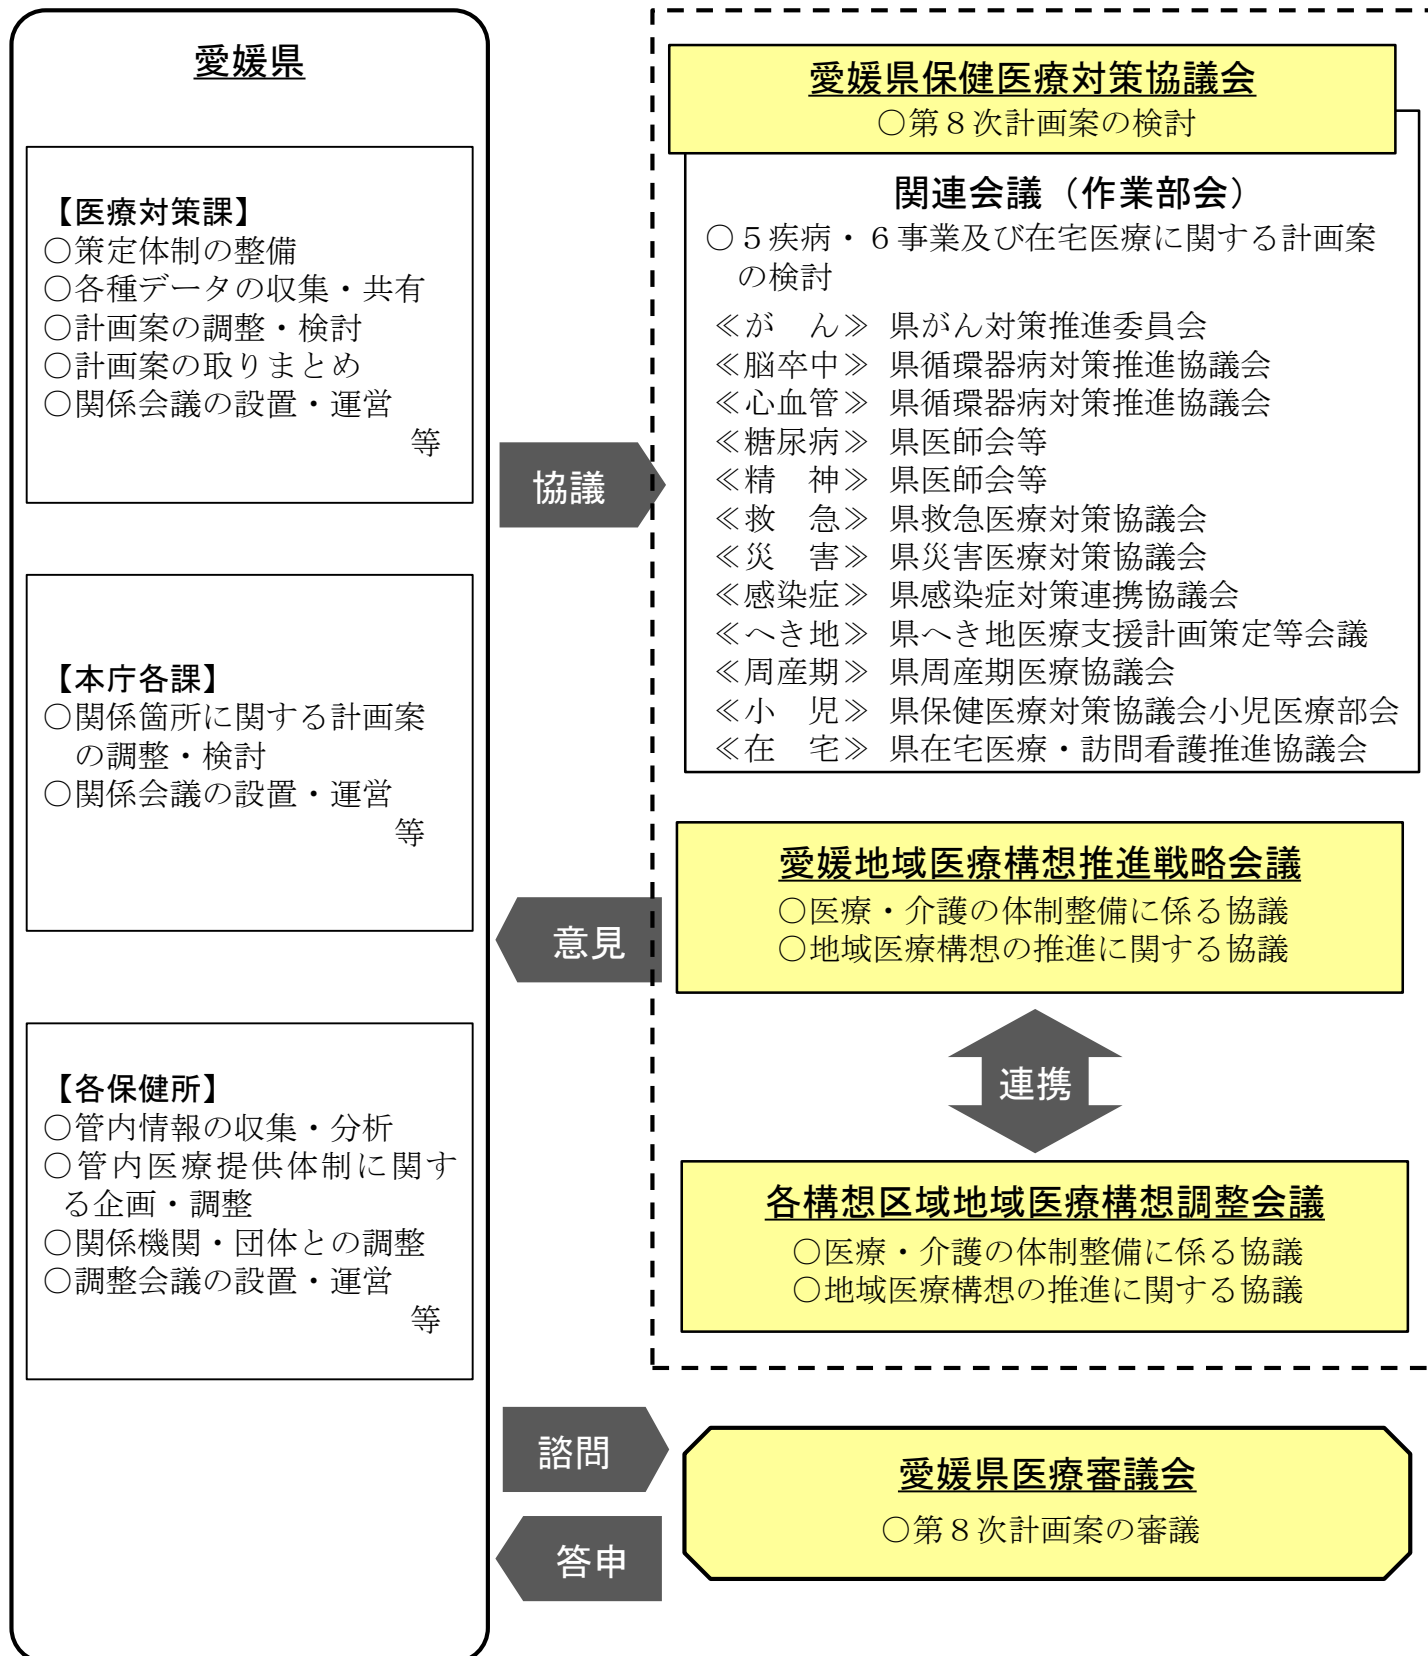 愛媛県
【医療対策課】
○策定体制の整備
○各種データの収集・共有
○計画案の調整・検討
○計画案の取りまとめ
○関係会議の設置・運営
等
【本庁各課】
○関係箇所に関する計画案
の調整・検討
○関係会議の設置・運営
等
【各保健所】
○管内情報の収集・分析
○管内医療提供体制に関す
る企画・調整
○関係機関・団体との調整
○調整会議の設置・運営
等
協議
意見
諮問
答申
愛媛県保健医療対策協議会
○第８次計画案の検討
関連会議（作業部会）
○５疾病・６事業及び在宅医療に関する計画案
の検討
≪が　ん≫ 県がん対策推進委員会
≪脳卒中≫ 県循環器病対策推進協議会
≪心血管≫ 県循環器病対策推進協議会
≪糖尿病≫ 県医師会等
≪精　神≫ 県医師会等
≪救　急≫ 県救急医療対策協議会
≪災　害≫ 県災害医療対策協議会
≪感染症≫ 県感染症対策連携協議会
≪へき地≫ 県へき地医療支援計画策定等会議
≪周産期≫ 県周産期医療協議会
≪小　児≫ 県保健医療対策協議会小児医療部会
≪在　宅≫ 県在宅医療・訪問看護推進協議会
愛媛地域医療構想推進戦略会議
○医療・介護の体制整備に係る協議
○地域医療構想の推進に関する協議
連携
各構想区域地域医療構想調整会議
○医療・介護の体制整備に係る協議
○地域医療構想の推進に関する協議
愛媛県医療審議会
○第８次計画案の審議